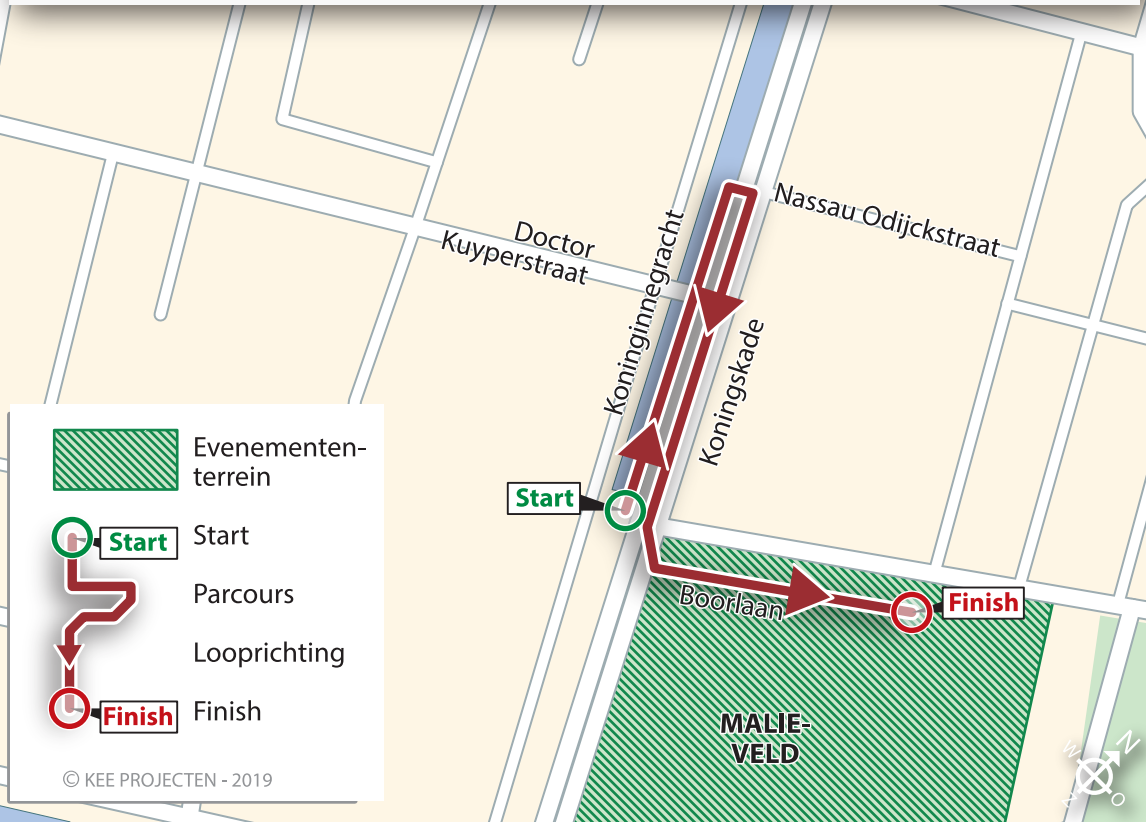 Nassau Odijckstraat
Doctor
Kuyperstraat
Koninginnegracht
Koningskade
Start
Boorlaan
Finish
MALIE-
VELD
Evenementen-
terrein
Start
Start
Parcours
Looprichting
Finish
Finish
© KEE PROJECTEN - 2019
N
W
Z
O